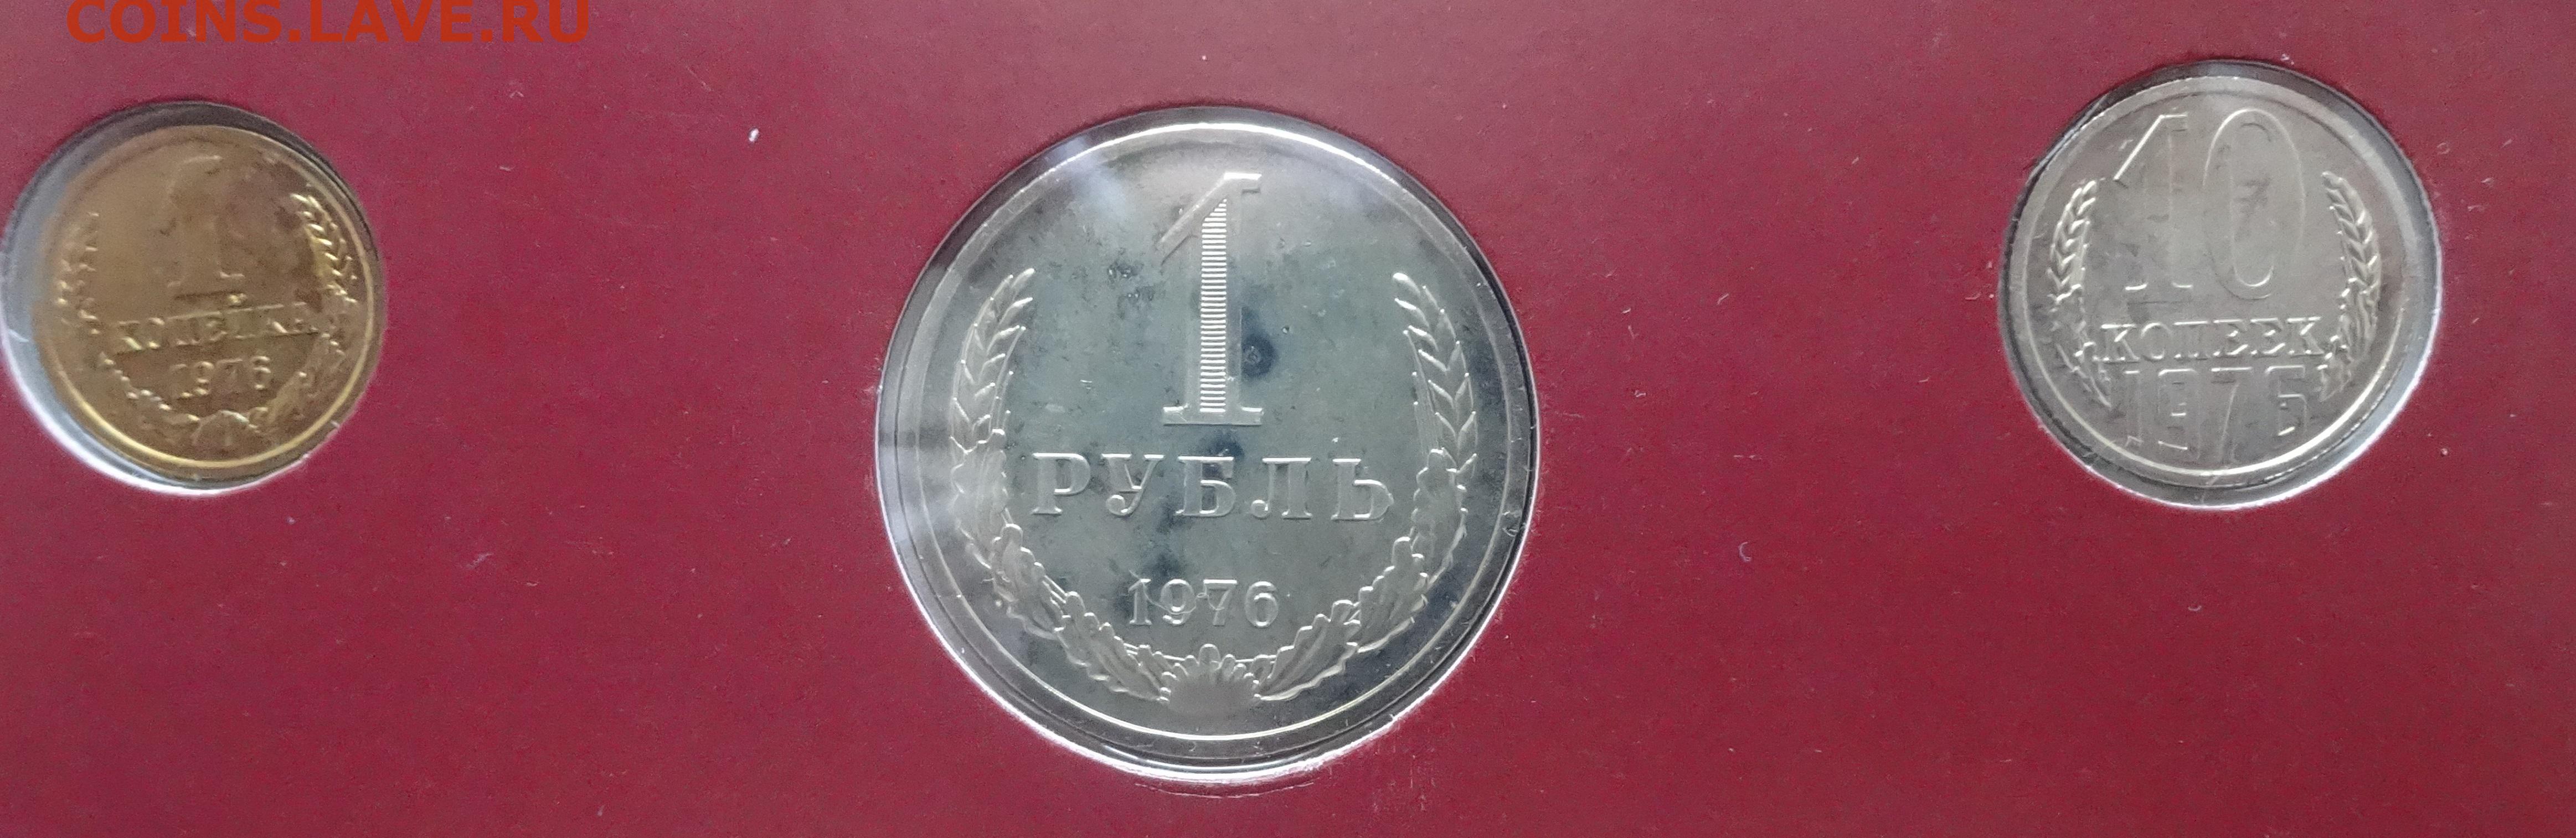 COINS.LAVE.RU
1
КОПЕЙКА
1976
1
РУБЛЬ
1976
10
КОПЕЕК
1976